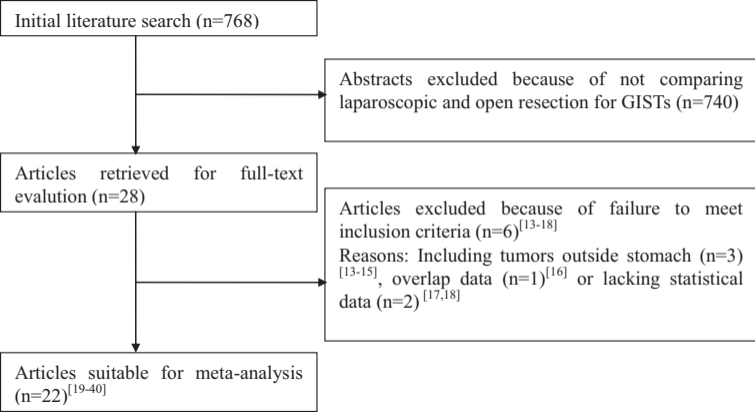 Initial literature search (n=768)
Abstracts excluded because of not comparing
laparoscopic and open resection for GISTs (n=740)
Articles retrieved for full-text
evalution (n=28)
Articles excluded because of failure to meet
inclusion criteria (n=6)[13-18]
Reasons: Including tumors outside stomach (n=3)
[13-15], overlap data (n=1)[16] or lacking statistical
data (n=2) [17,18]
Articles suitable for meta-analysis
(n=22)[19-40]